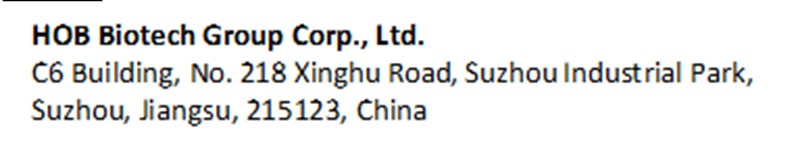 HOB Biotech Group Corp., Ltd.
C6 Building, No. 218 Xinghu Road, Suzhou Industrial Park,
Suzhou, Jiangsu, 215123, China